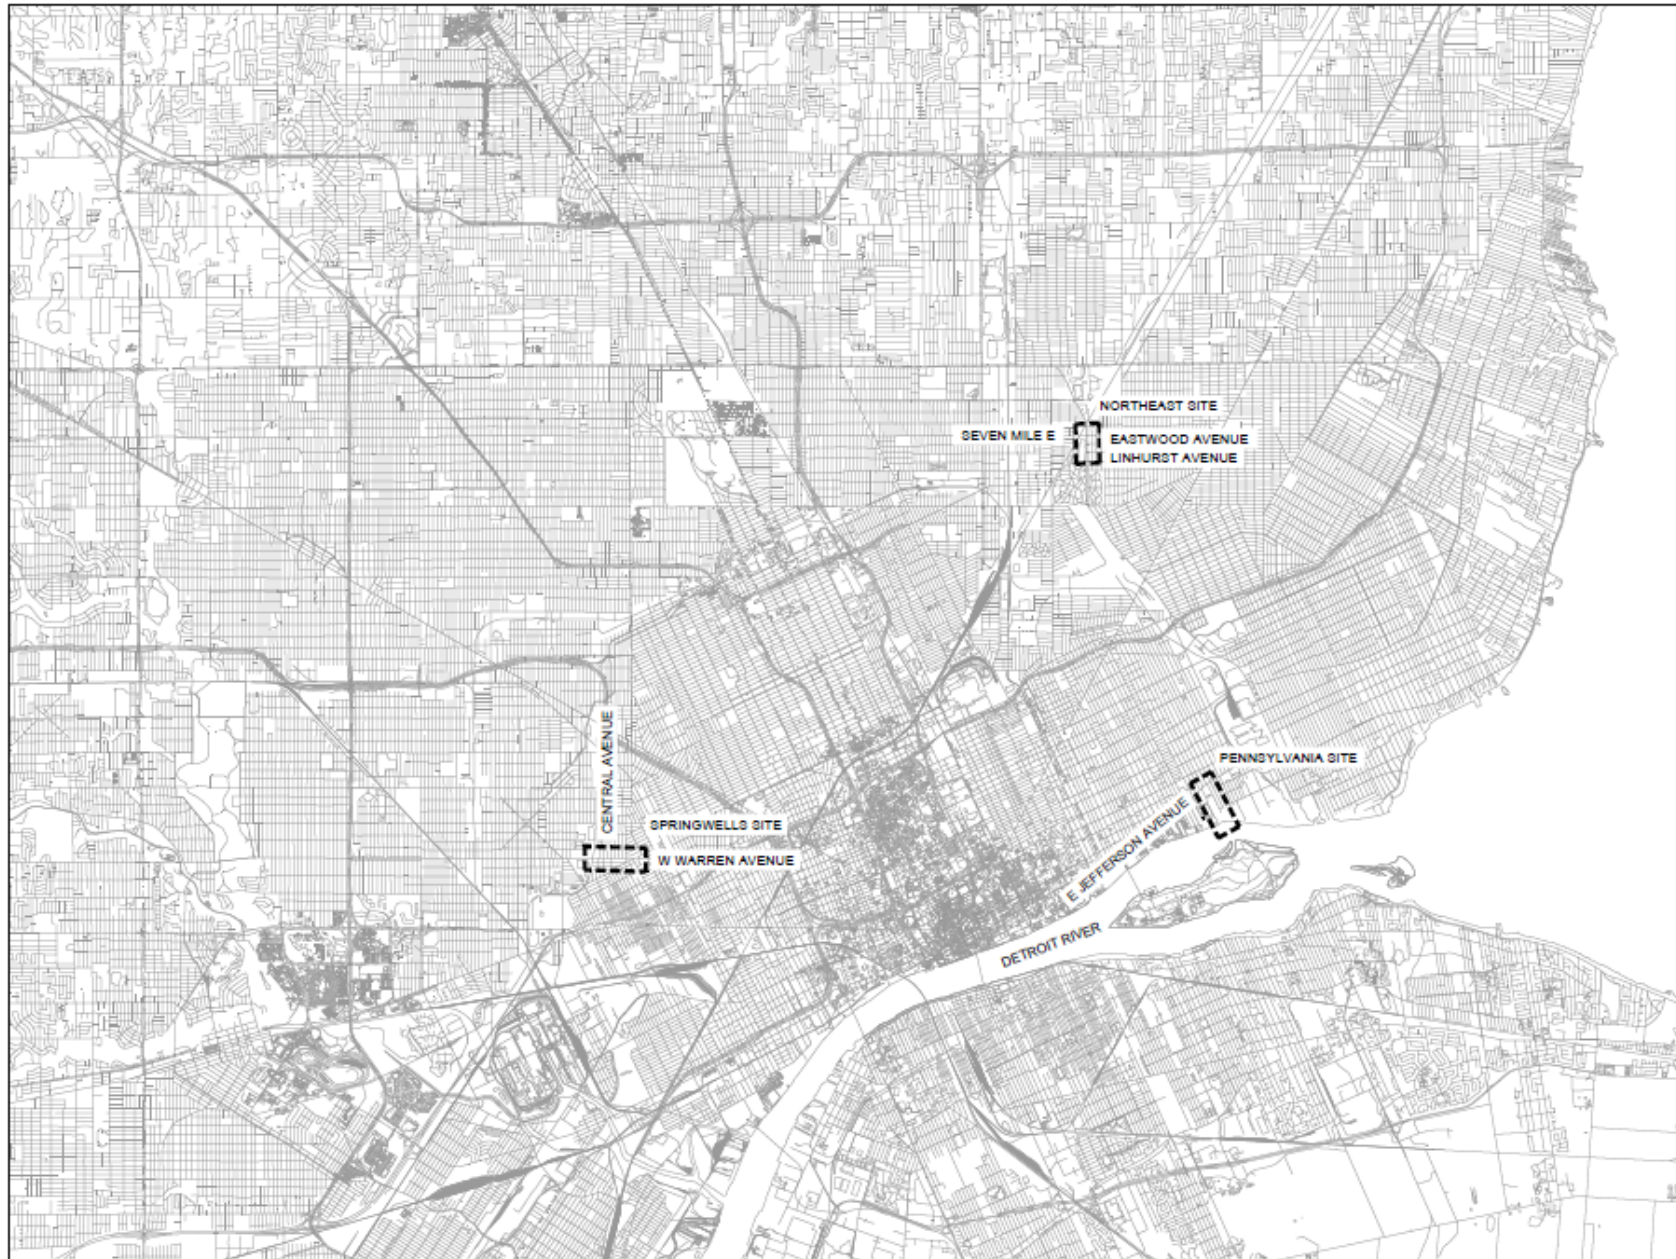 NORTHEAST SITE
SEVEN MILE E
EASTWOOD AVENUE
LINHURST AVENUE
CENTRAL AVENUE
PENNSYLVANIA SITE
SPRINGWELLS SITE
W WARREN AVENUE
E JEFFERSON AVENUE
DETROIT RIVER